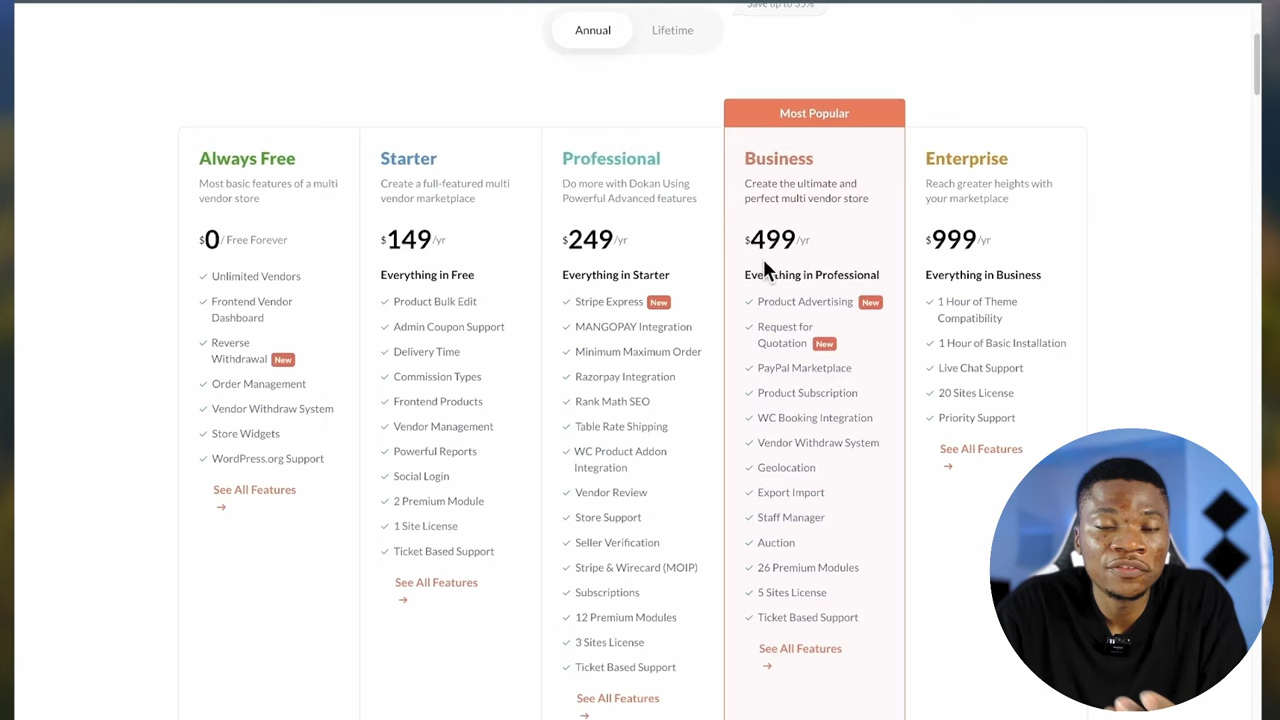 Save up to 35%
Annual
Lifetime
Most Popular
Always Free
Most basic features of a multi
vendor store
$0/ Free Forever
Unlimited Vendors
Frontend Vendor
Dashboard
Reverse
Withdrawal New
Order Management
Vendor Withdraw System
Store Widgets
WordPress.org Support
See All Features
→
Starter
Create a full-featured multi
vendor marketplace
$149/yr
Everything in Free
Product Bulk Edit
Admin Coupon Support
Delivery Time
Commission Types
Frontend Products
Vendor Management
Powerful Reports
Social Login
2 Premium Module
1 Site License
Ticket Based Support
See All Features
→
Professional
Do more with Dokan Using
Powerful Advanced features
$249/yr
Everything in Starter
Stripe Express New
MANGOPAY Integration
Minimum Maximum Order
Razorpay Integration
Rank Math SEO
Table Rate Shipping
WC Product Addon
Integration
Vendor Review
Store Support
Seller Verification
Stripe & Wirecard (MOIP)
Subscriptions
12 Premium Modules
3 Sites License
Ticket Based Support
See All Features
→
Business
Create the ultimate and
perfect multi vendor store
$499/yr
Everything in Professional
Product Advertising New
Request for
Quotation New
PayPal Marketplace
Product Subscription
WC Booking Integration
Vendor Withdraw System
Geolocation
Export Import
Staff Manager
Auction
26 Premium Modules
5 Sites License
Ticket Based Support
See All Features
→
Enterprise
Reach greater heights with
your marketplace
$999/yr
Everything in Business
1 Hour of Theme
Compatibility
1 Hour of Basic Installation
Live Chat Support
20 Sites License
Priority Support
See All Features
→